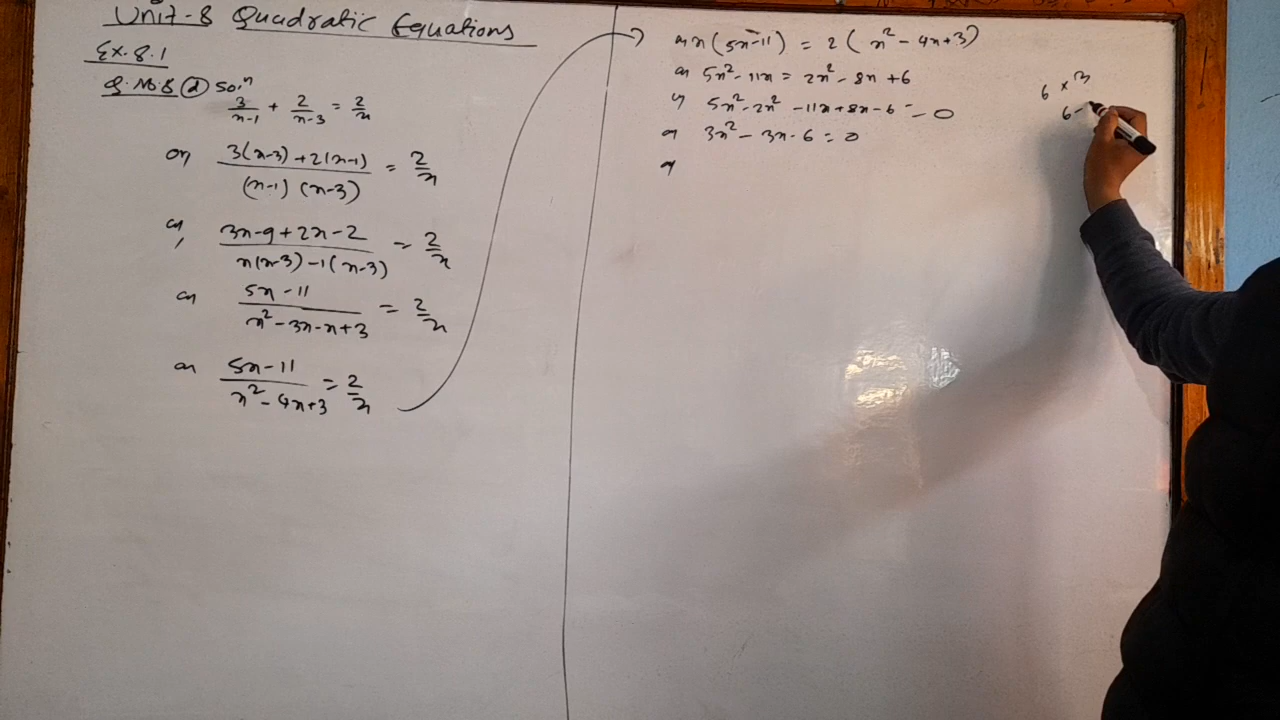 Unit-8 Quadratic Equations
Ex. 8.1
Q.No.8 (d) Solⁿ
3/(x-1) + 2/(x-3) = 2/x
or, (3(x-3)+2(x-1))/((x-1)(x-3)) = 2/x
or, (3x-9+2x-2)/(x(x-3)-1(x-3)) = 2/x
or (5x-11)/(x²-3x-x+3) = 2/x
or (5x-11)/(x²-4x+3) = 2/x
or x(5x-11) = 2(x²-4x+3)
or 5x²-11x = 2x²-8x+6
or 5x²-2x²-11x+8x-6 = 0
or 3x²-3x-6 = 0
or
6×3
6-